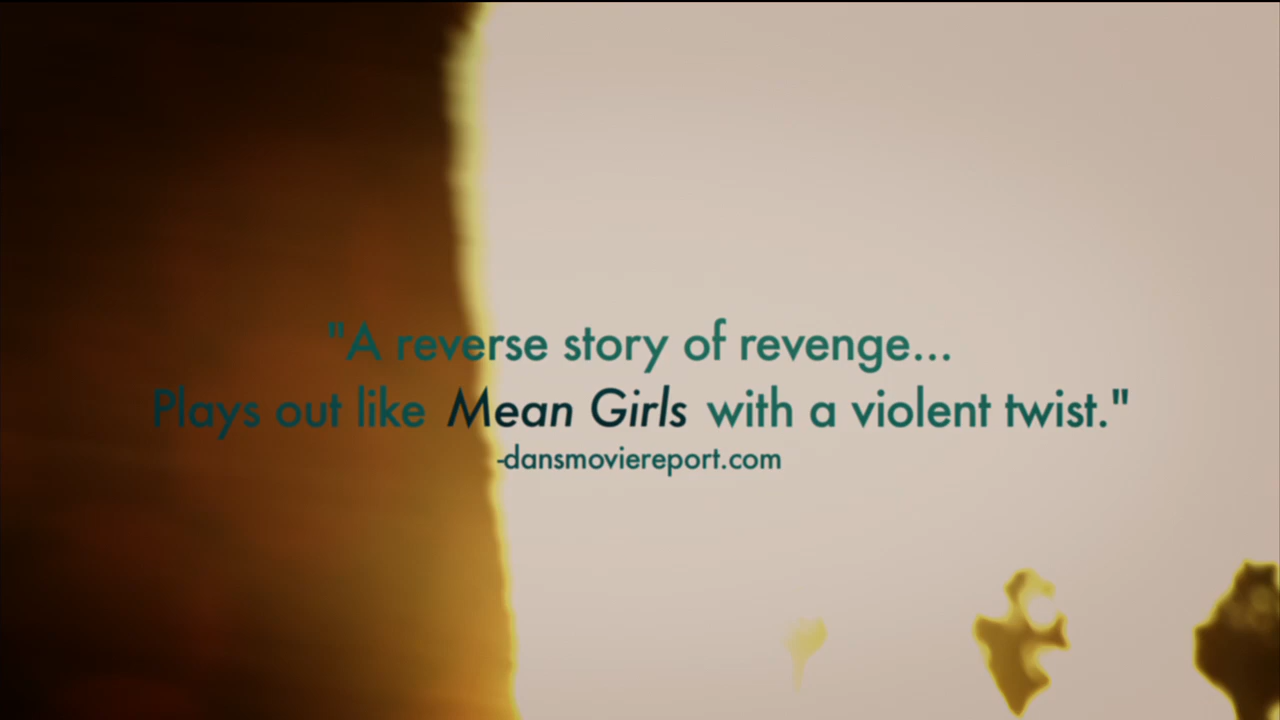 "A reverse story of revenge...
Plays out like Mean Girls with a violent twist."
-dansmoviereport.com